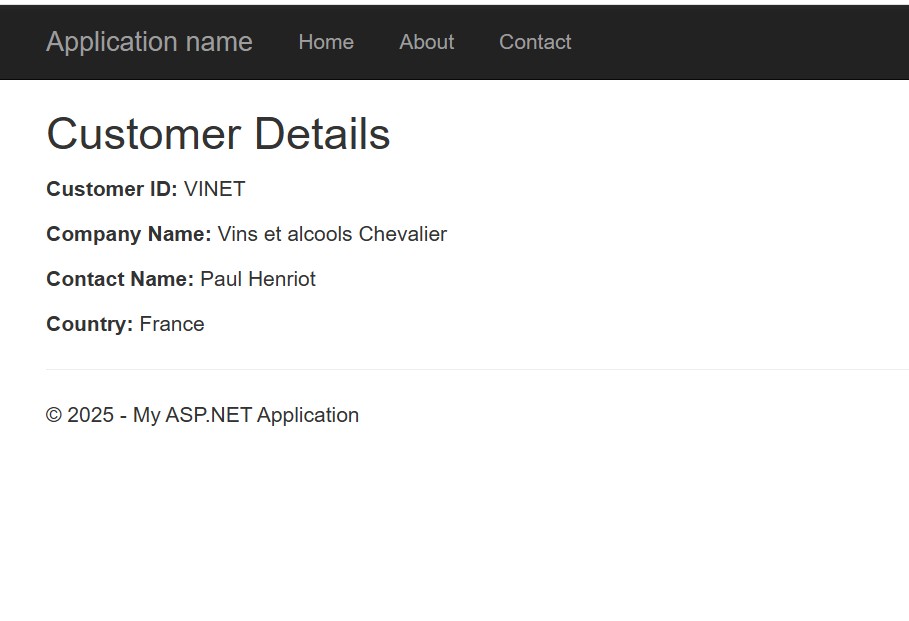 Application name Home About Contact
Customer Details
Customer ID: VINET
Company Name: Vins et alcools Chevalier
Contact Name: Paul Henriot
Country: France
© 2025 - My ASP.NET Application